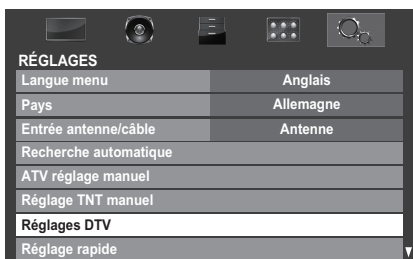 RÉGLAGES
Langue menu Anglais
Pays Allemagne
Entrée antenne/câble Antenne
Recherche automatique
ATV réglage manuel
Réglage TNT manuel
Réglages DTV
Réglage rapide